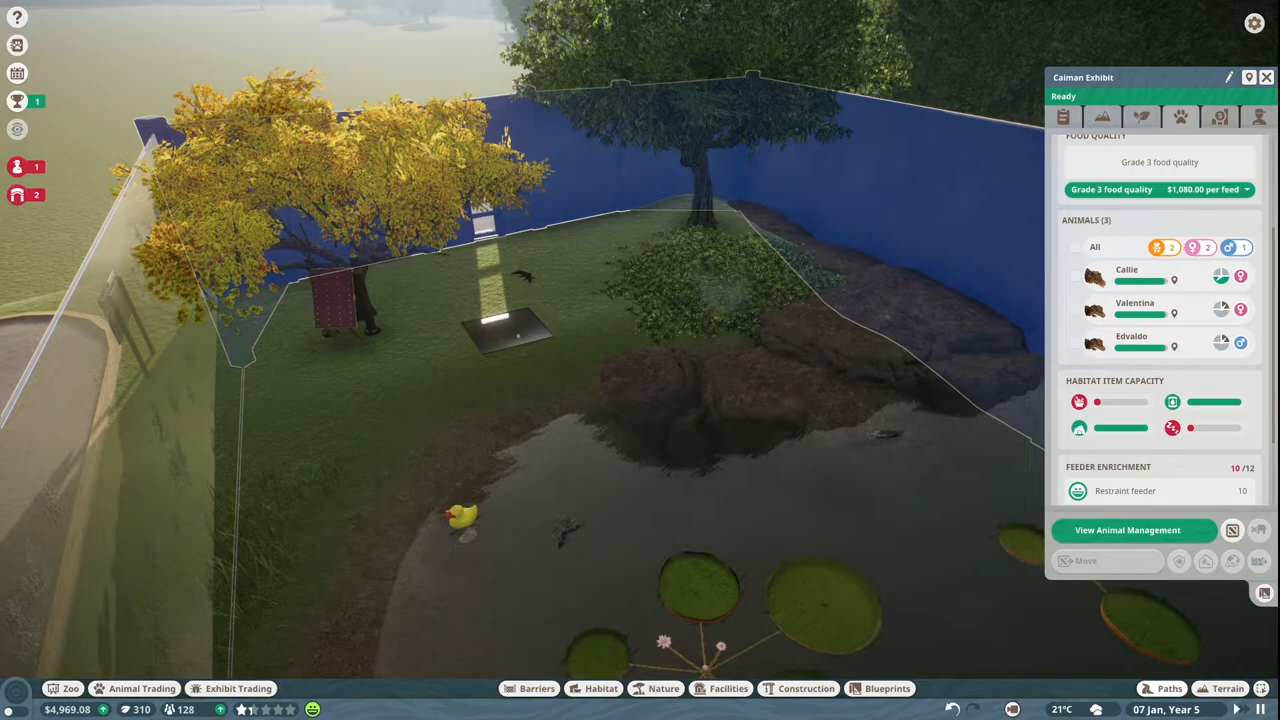 ?
1
1
2
Caiman Exhibit
Ready
FOOD QUALITY
Grade 3 food quality
Grade 3 food quality $1,080.00 per feed
ANIMALS (3)
All 2 2 1
Callie
Valentina
Edvaldo
HABITAT ITEM CAPACITY
FEEDER ENRICHMENT 10 /12
Restraint feeder 10
View Animal Management
Move
Zoo Animal Trading Exhibit Trading Barriers Habitat Nature Facilities Construction Blueprints Paths Terrain
$4,969.08 310 128 21°C 07 Jan, Year 5